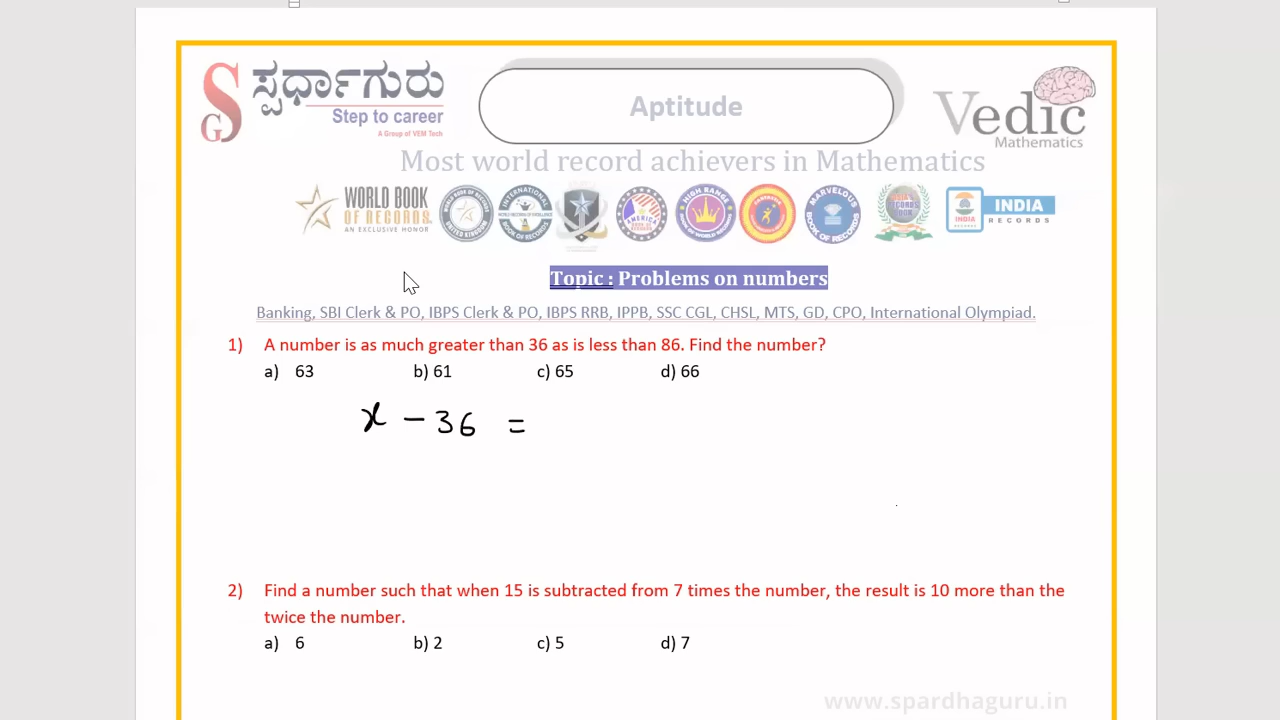 ಸ್ಪರ್ಧಾಗುರು
Step to career
A Group of VEM Tech
SG
Aptitude
Vedic
Mathematics
Most world record achievers in Mathematics
WORLD BOOK
OF RECORDS
AN EXCLUSIVE HONOR
INDIA
RECORDS
Topic : Problems on numbers
Banking, SBI Clerk & PO, IBPS Clerk & PO, IBPS RRB, IPPB, SSC CGL, CHSL, MTS, GD, CPO, International Olympiad.
1) A number is as much greater than 36 as is less than 86. Find the number?
a) 63 b) 61 c) 65 d) 66
x - 36 =
2) Find a number such that when 15 is subtracted from 7 times the number, the result is 10 more than the
twice the number.
a) 6 b) 2 c) 5 d) 7
www.spardhaguru.in